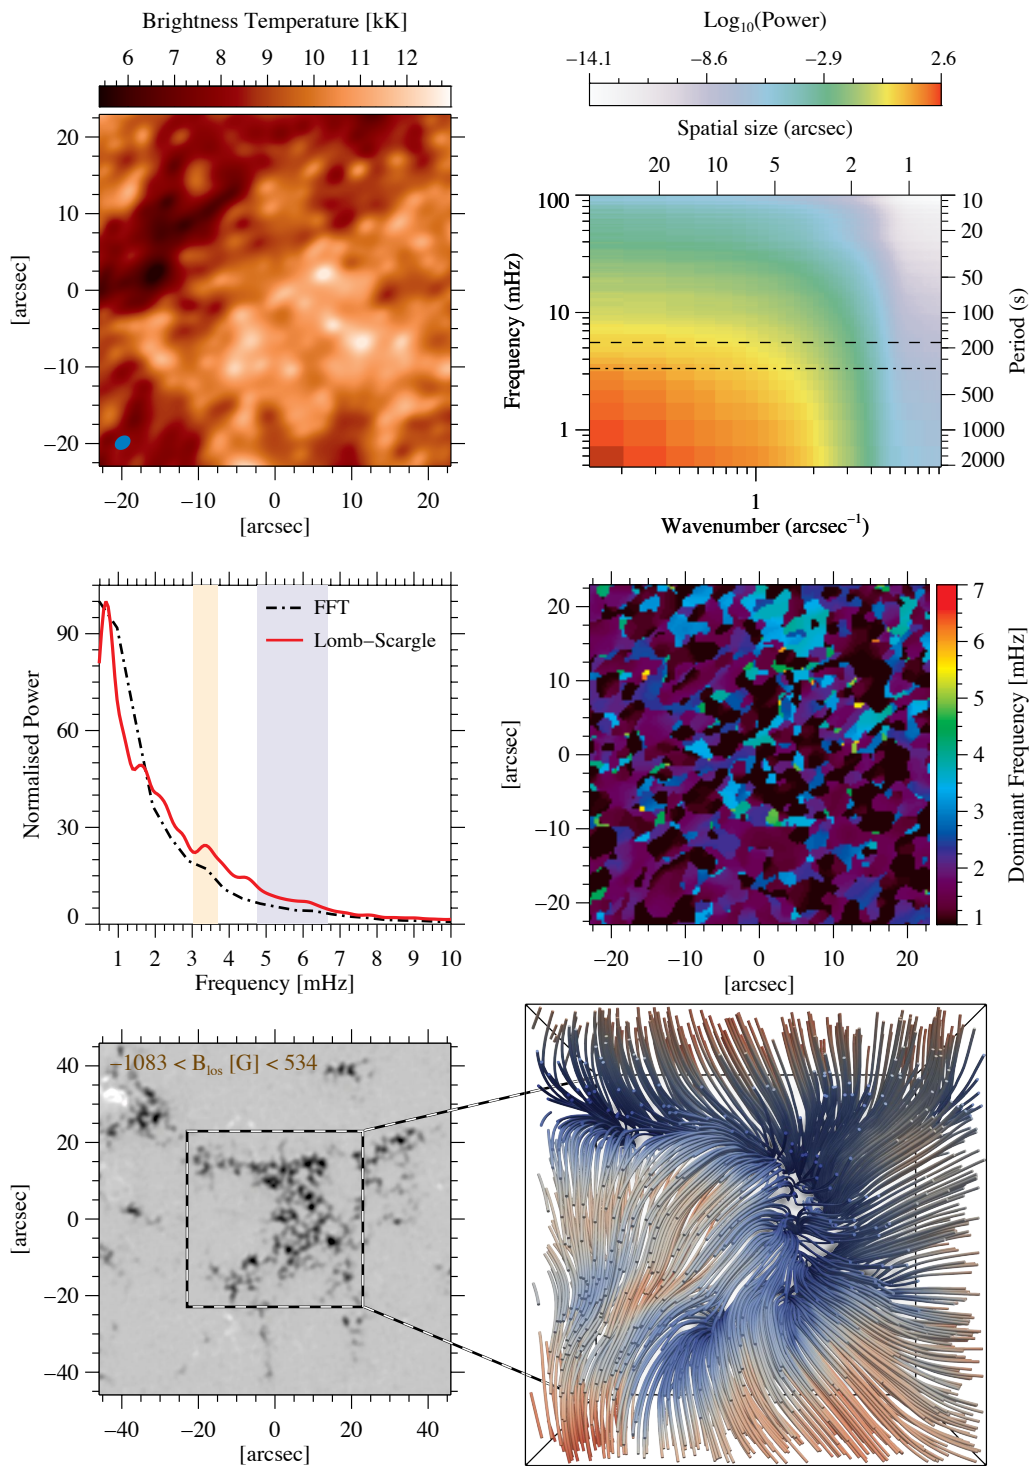 Brightness Temperature [kK]
6 7 8 9 10 11 12
[arcsec]
20
10
0
−10
−20
−20 −10 0 10 20
[arcsec]
Log10(Power)
−14.1 −8.6 −2.9 2.6
Spatial size (arcsec)
20 10 5 2 1
Frequency (mHz)
100
10
1
10
20
50
100
200
500
1000
2000
Period (s)
1
Wavenumber (arcsec−1)
Normalised Power
90
60
30
0
FFT
Lomb−Scargle
1 2 3 4 5 6 7 8 9 10
Frequency [mHz]
[arcsec]
20
10
0
−10
−20
−20 −10 0 10 20
[arcsec]
7
6
5
4
3
2
1
Dominant Frequency [mHz]
−1083 < Blos [G] < 534
[arcsec]
40
20
0
−20
−40
−40 −20 0 20 40
[arcsec]